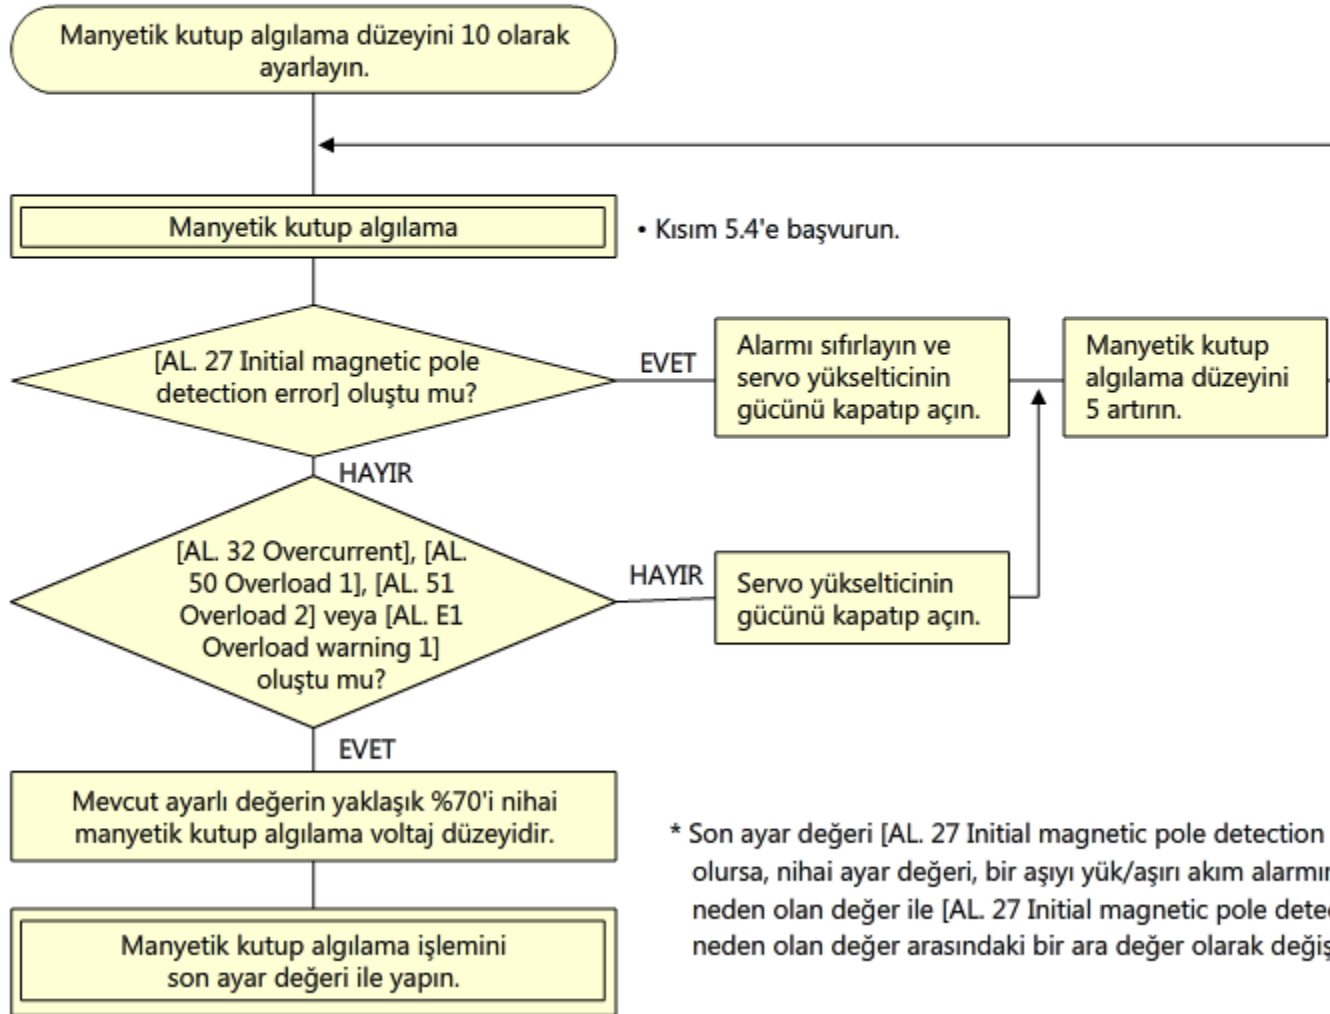 Manyetik kutup algılama düzeyini 10 olarak
ayarlayın.
Manyetik kutup algılama
• Kısım 5.4'e başvurun.
[AL. 27 Initial magnetic pole
detection error] oluştu mu?
EVET
Alarmı sıfırlayın ve
servo yükselticinin
gücünü kapatıp açın.
Manyetik kutup
algılama düzeyini
5 artırın.
HAYIR
[AL. 32 Overcurrent], [AL.
50 Overload 1], [AL. 51
Overload 2] veya [AL. E1
Overload warning 1]
oluştu mu?
HAYIR
Servo yükselticinin
gücünü kapatıp açın.
EVET
Mevcut ayarlı değerin yaklaşık %70'i nihai
manyetik kutup algılama voltaj düzeyidir.
* Son ayar değeri [AL. 27 Initial magnetic pole detection
olursa, nihai ayar değeri, bir aşıyı yük/aşırı akım
neden olan değer ile [AL. 27 Initial magnetic pole
neden olan değer arasındaki bir ara değer olarak
Manyetik kutup algılama işlemini
son ayar değeri ile yapın.